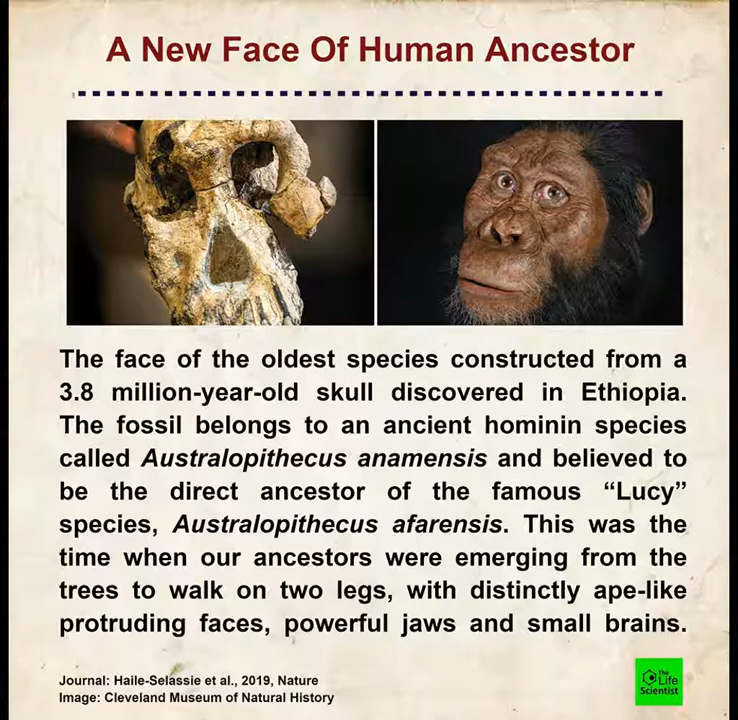 A New Face Of Human Ancestor
The face of the oldest species constructed from a
3.8 million-year-old skull discovered in Ethiopia.
The fossil belongs to an ancient hominin species
called Australopithecus anamensis and believed to
be the direct ancestor of the famous “Lucy”
species, Australopithecus afarensis. This was the
time when our ancestors were emerging from the
trees to walk on two legs, with distinctly ape-like
protruding faces, powerful jaws and small brains.
Journal: Haile-Selassie et al., 2019, Nature
Image: Cleveland Museum of Natural History
The
Life
Scientist